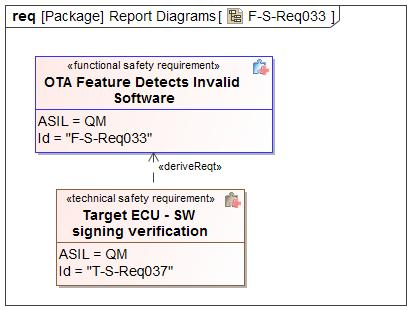 req [Package] Report Diagrams [ F-S-Req033 ]
«functional safety requirement»
OTA Feature Detects Invalid
Software
ASIL = QM
Id = "F-S-Req033"
«deriveReqt»
«technical safety requirement»
Target ECU - SW
signing verification
ASIL = QM
Id = "T-S-Req037"